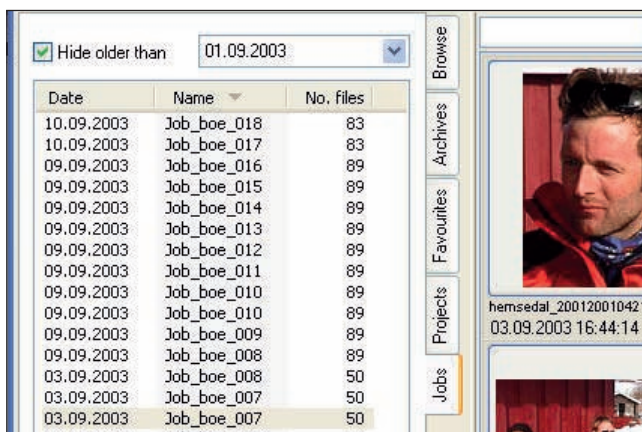 Hide older than 01.09.2003
Date Name No. files
10.09.2003 Job_boe_018 83
10.09.2003 Job_boe_017 83
09.09.2003 Job_boe_016 89
09.09.2003 Job_boe_015 89
09.09.2003 Job_boe_014 89
09.09.2003 Job_boe_013 89
09.09.2003 Job_boe_012 89
09.09.2003 Job_boe_011 89
09.09.2003 Job_boe_010 89
09.09.2003 Job_boe_010 89
09.09.2003 Job_boe_009 89
09.09.2003 Job_boe_008 89
03.09.2003 Job_boe_008 50
03.09.2003 Job_boe_007 50
03.09.2003 Job_boe_007 50
Browse
Archives
Favourites
Projects
Jobs
hemsedal_20012001042
03.09.2003 16:44:14